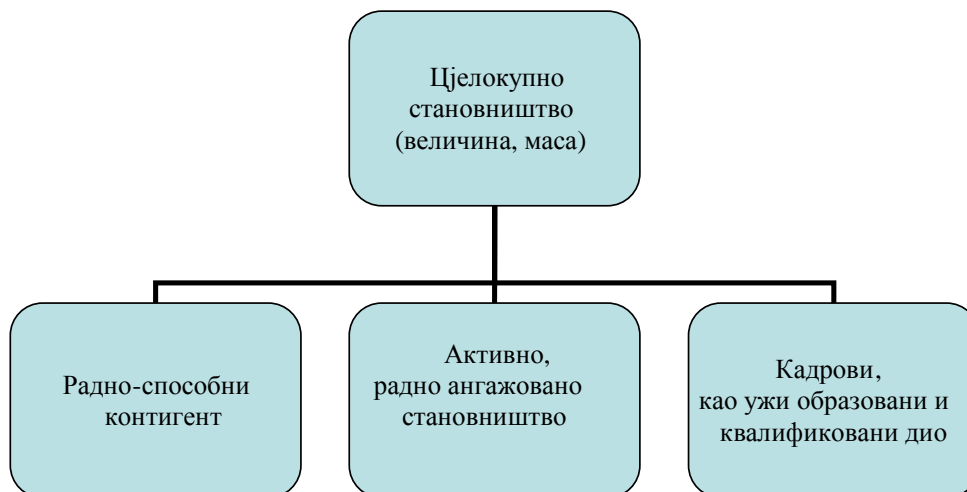 Цјелокупно
становништво
(величина, маса)
Радно-способни
контигент
Активно,
радно ангажовано
становништво
Кадрови,
као ужи образовани и
квалификовани дио